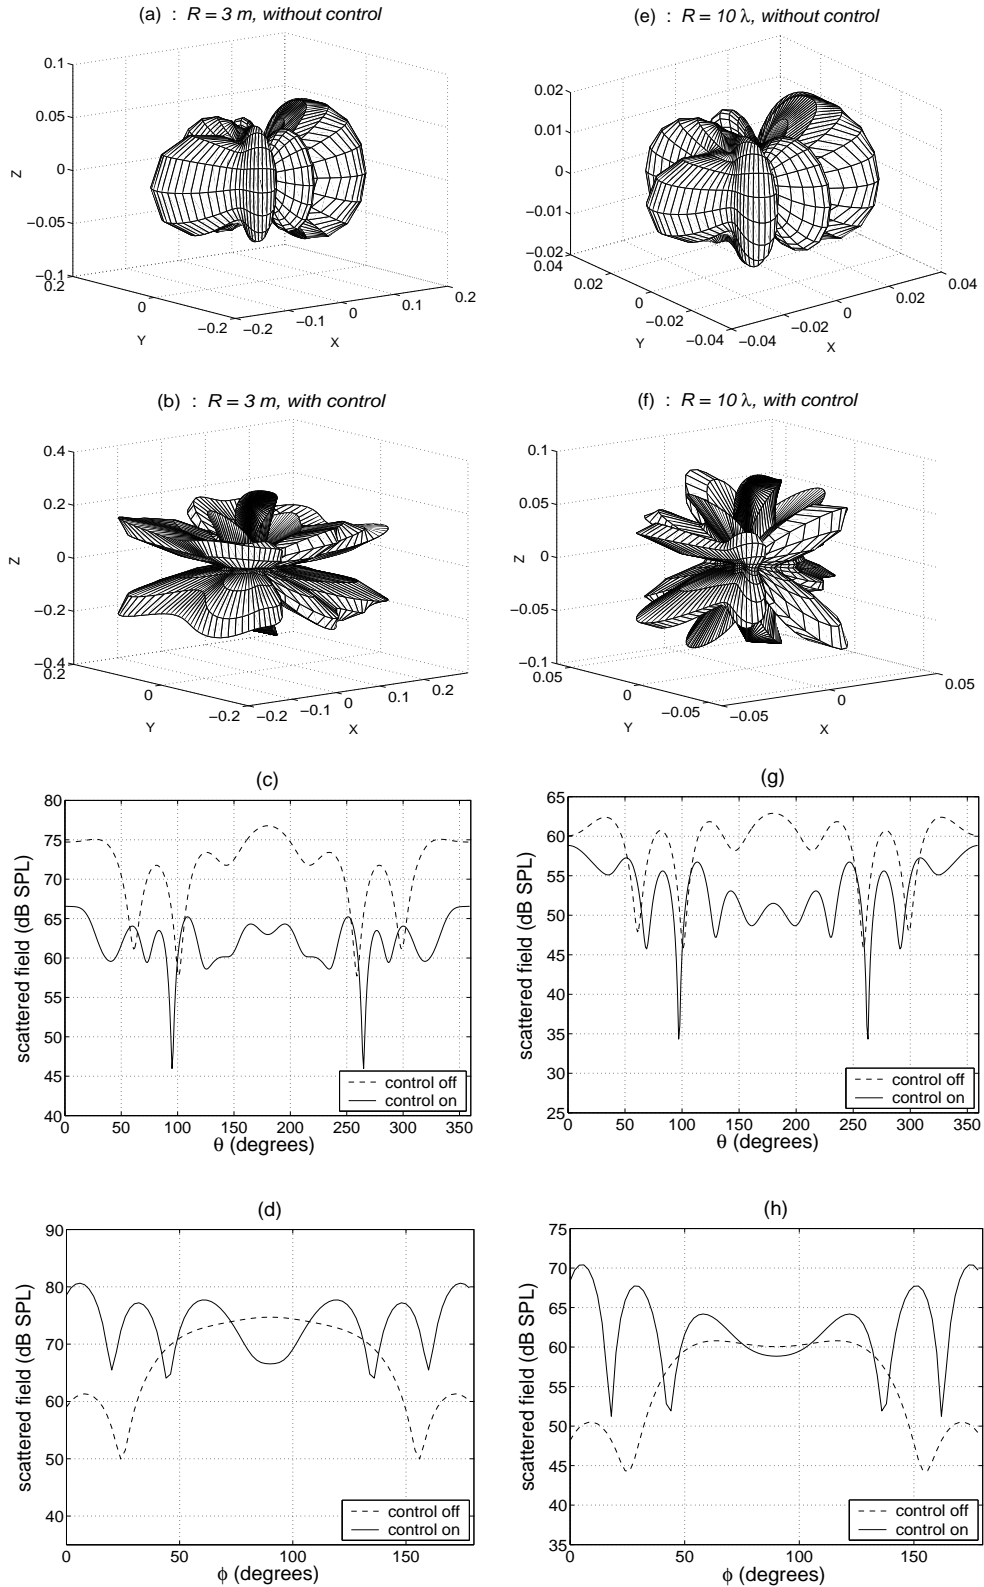 (a) : R = 3 m, without control
0.1
0.05
0
−0.05
−0.1
Z
0.2
0
−0.2
Y
−0.2
−0.1
0
0.1
0.2
X
(e) : R = 10 λ, without control
0.02
0.01
0
−0.01
−0.02
Z
0.04
0.02
0
−0.02
−0.04
Y
−0.04
−0.02
0
0.02
0.04
X
(b) : R = 3 m, with control
0.4
0.2
0
−0.2
−0.4
Z
0.2
0
−0.2
Y
−0.2
−0.1
0
0.1
0.2
X
(f) : R = 10 λ, with control
0.1
0.05
0
−0.05
−0.1
Z
0.05
0
−0.05
Y
−0.05
0
0.05
X
(c)
80
75
70
65
60
55
50
45
40
scattered field (dB SPL)
0 50 100 150 200 250 300 350
θ (degrees)
control off
control on
(g)
65
60
55
50
45
40
35
30
25
scattered field (dB SPL)
0 50 100 150 200 250 300 350
θ (degrees)
control off
control on
(d)
90
80
70
60
50
40
scattered field (dB SPL)
0 50 100 150
φ (degrees)
control off
control on
(h)
75
70
65
60
55
50
45
40
35
scattered field (dB SPL)
0 50 100 150
φ (degrees)
control off
control on